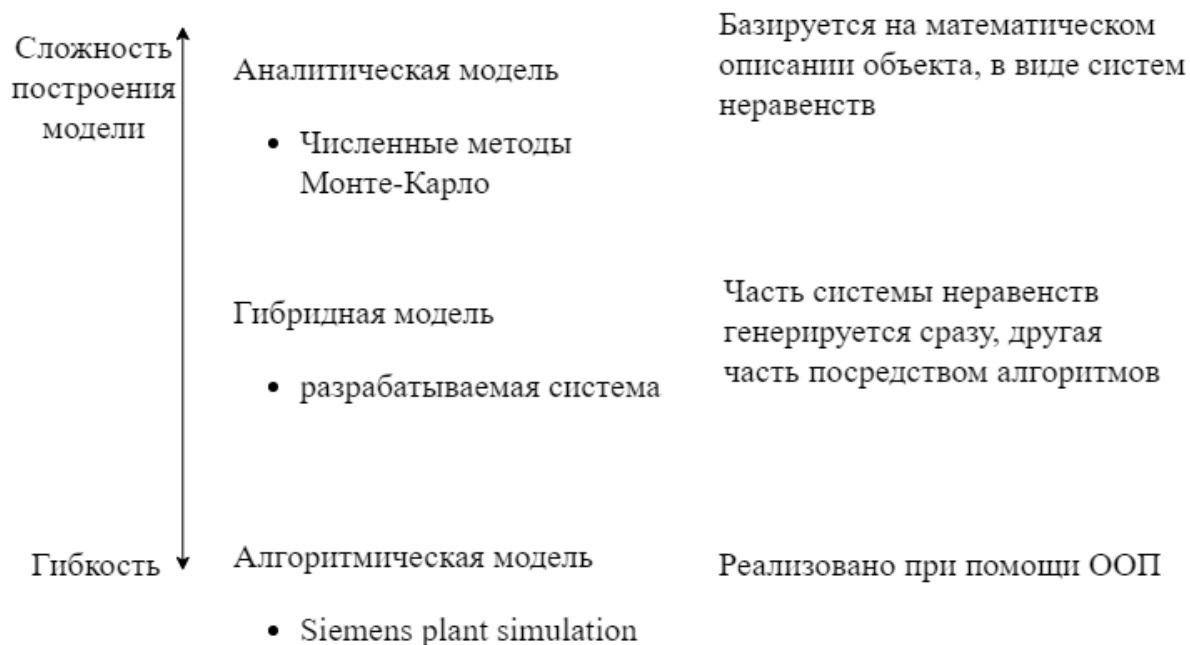 Сложность
построения
модели
Аналитическая модель
• Численные методы
Монте-Карло
Базируется на математическом
описании объекта, в виде систем
неравенств
Гибридная модель
• разрабатываемая система
Часть системы неравенств
генерируется сразу, другая
часть посредством алгоритмов
Гибкость
Алгоритмическая модель
• Siemens plant simulation
Реализовано при помощи ООП